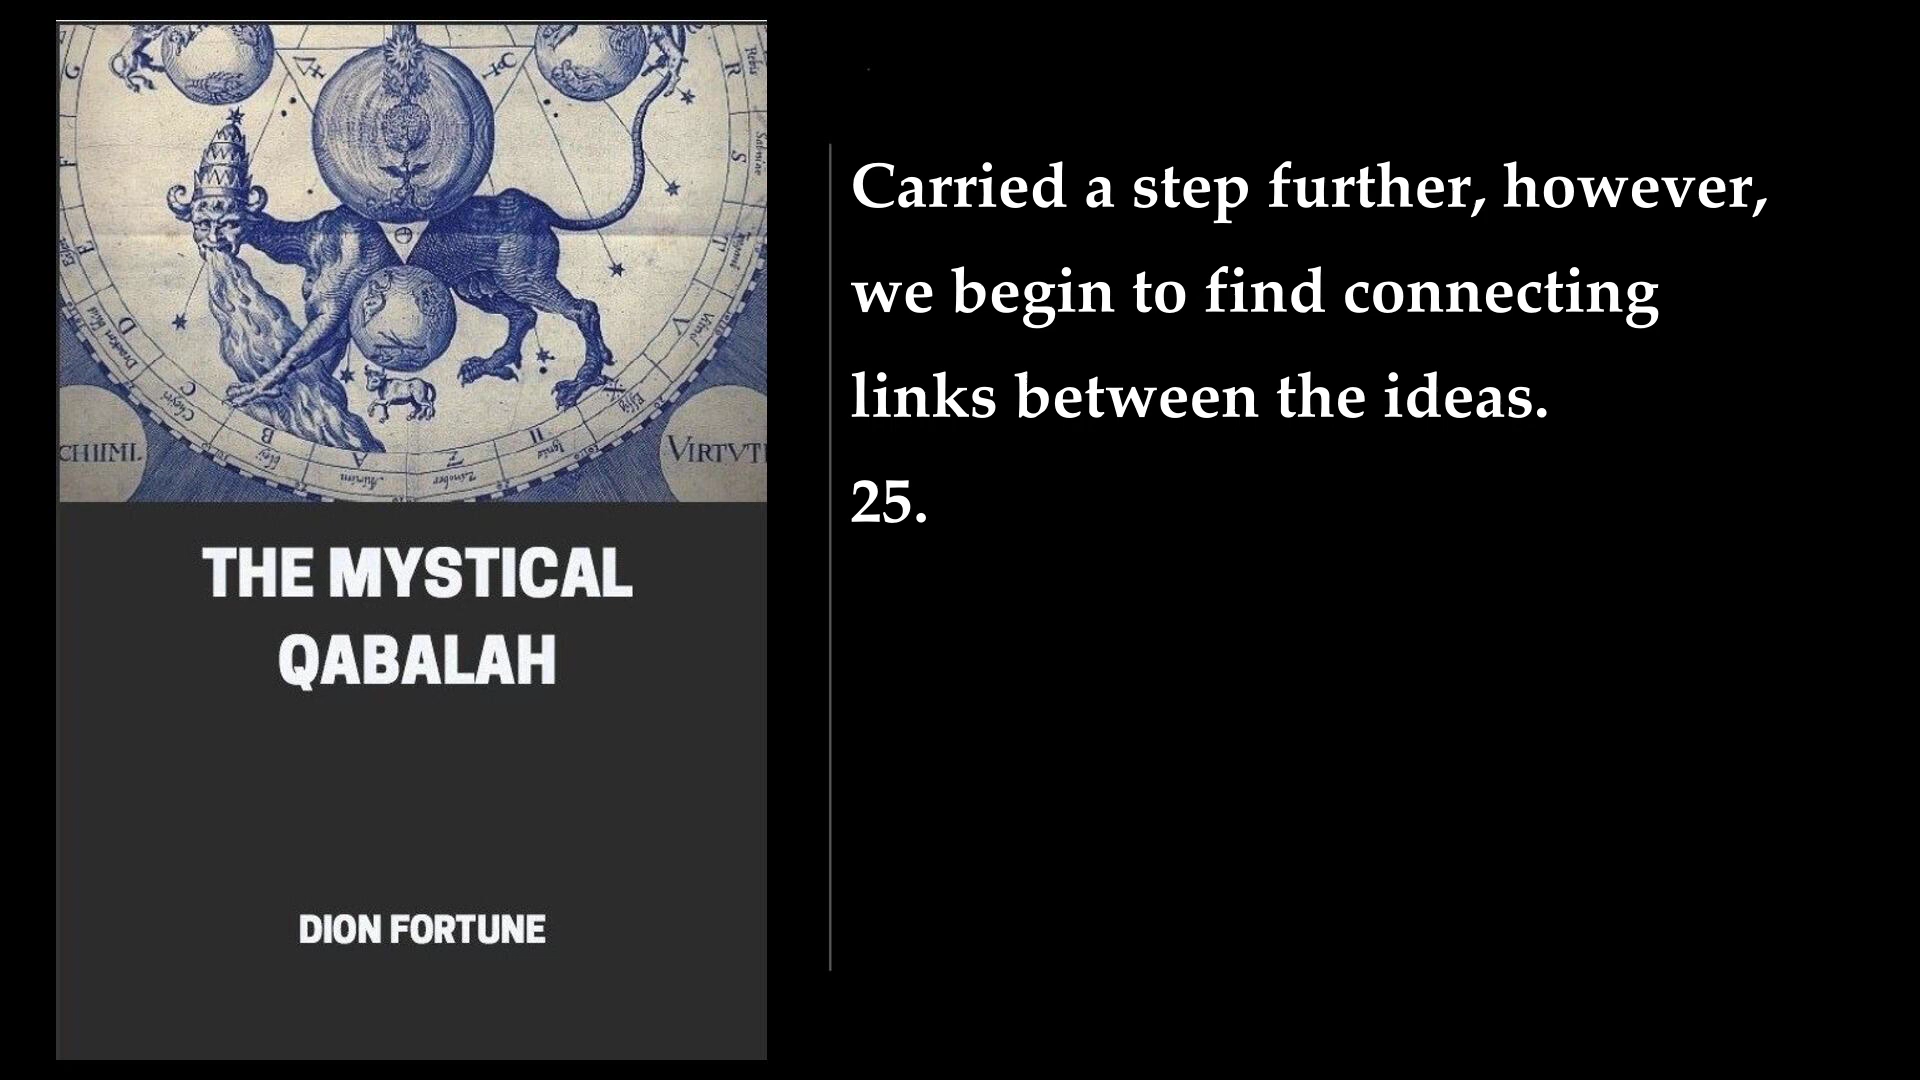 THE MYSTICAL
QABALAH
DION FORTUNE
CHIIMI.
VIRTVT
G
F
E
D
C
B
A
Z
R
S
T
V
Carried a step further, however,
we begin to find connecting
links between the ideas.
25.